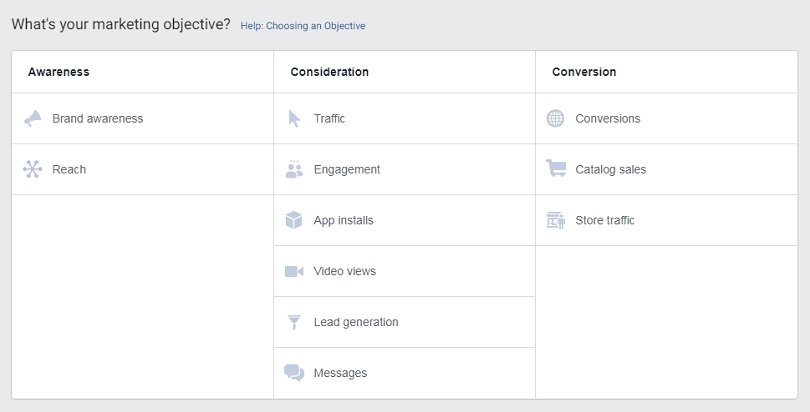 What's your marketing objective? Help: Choosing an Objective
Awareness
Consideration
Conversion
Brand awareness
Traffic
Conversions
Reach
Engagement
Catalog sales
App installs
Store traffic
Video views
Lead generation
Messages